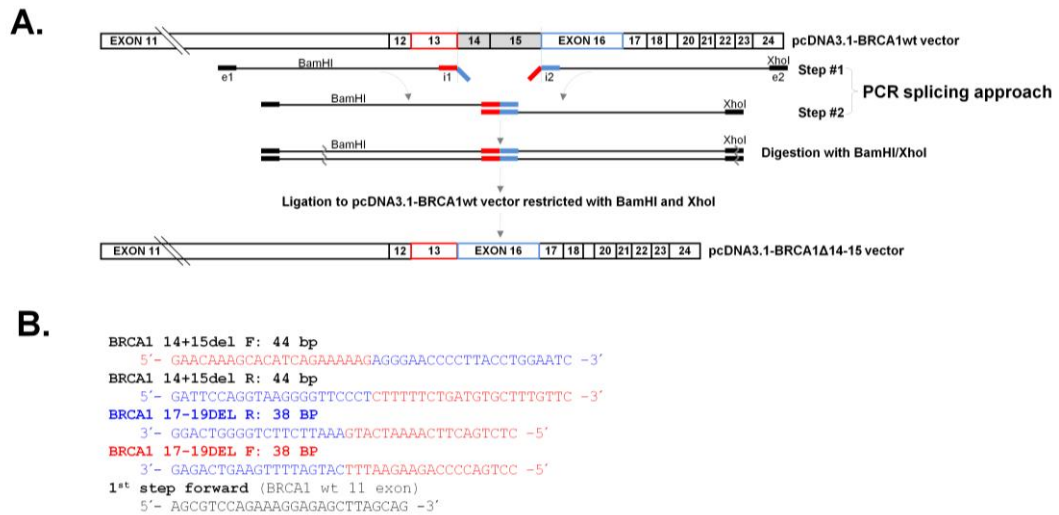 A.
EXON 11 12 13 14 15 EXON 16 17 18 20 21 22 23 24 pcDNA3.1-BRCA1wt vector
BamHI XhoI Step #1
e1 i1 i2 e2
PCR splicing approach
BamHI XhoI Step #2
BamHI XhoI Digestion with BamHI/XhoI
Ligation to pcDNA3.1-BRCA1wt vector restricted with BamHI and XhoI
EXON 11 12 13 EXON 16 17 18 20 21 22 23 24 pcDNA3.1-BRCA1Δ14-15 vector
B.
BRCA1 14+15del F: 44 bp
5´- GAACAAAGCACATCAGAAAAAGAGGGAACCCCTTACCTGGAATC -3´
BRCA1 14+15del R: 44 bp
5´- GATTCCAGGTAAGGGGTTCCCTCTTTTTCTGATGTGCTTTGTTC -3´
BRCA1 17-19DEL R: 38 BP
3´- GGACTGGGGTCTTCTTAAAGTACTAAAACTTCAGTCTC -5´
BRCA1 17-19DEL F: 38 BP
3´- GAGACTGAAGTTTTAGTACTTTAAGAAGACCCCAGTCC -5´
1st step forward (BRCA1 wt 11 exon)
5´- AGCGTCCAGAAAGGAGAGCTTAGCAG -3´